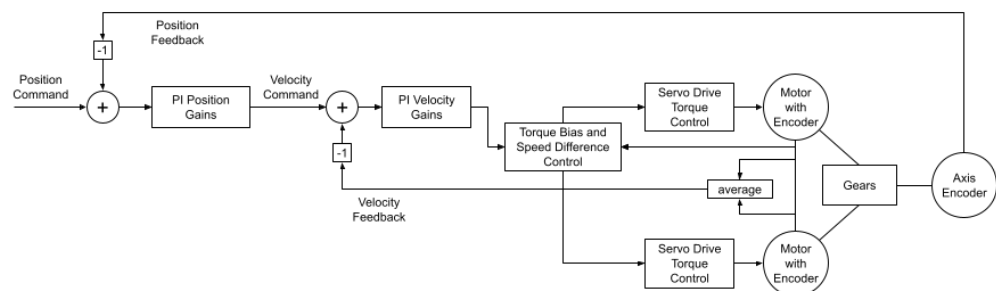 Position
Feedback
-1
Position
Command
+
PI Position
Gains
Velocity
Command
+
PI Velocity
Gains
-1
Velocity
Feedback
Torque Bias and
Speed Difference
Control
Servo Drive
Torque
Control
Motor
with
Encoder
average
Gears
Axis
Encoder
Servo Drive
Torque
Control
Motor
with
Encoder